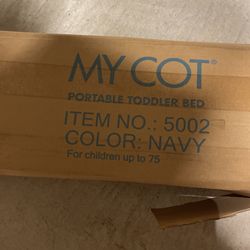 MY COT®
PORTABLE TODDLER BED
ITEM NO.: 5002
COLOR: NAVY
For children up to 75